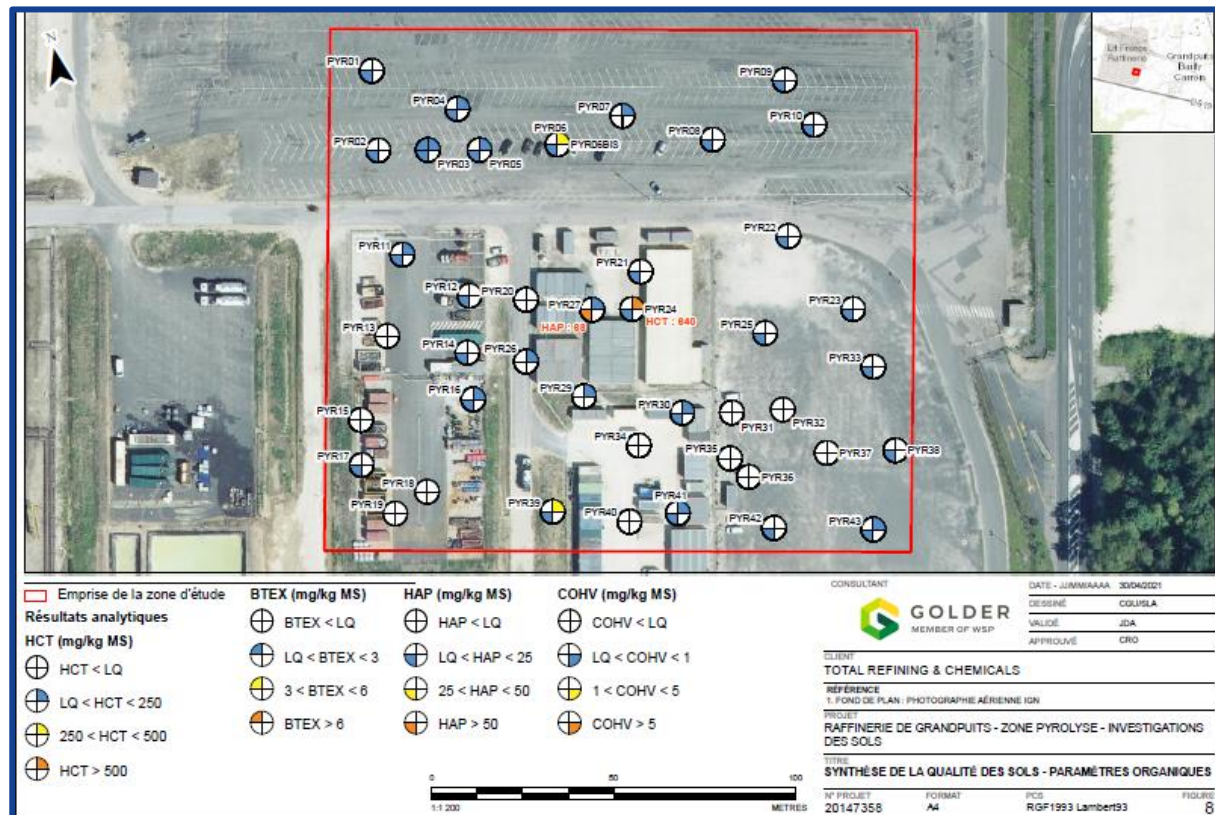 N
Lit France
Raffinerie
Grandpuits
Bailly
Carrois
PYR01
PYR09
PYR04
PYR07
PYR10
PYR06
PYR08
PYR02
PYR06BIS
PYR03
PYR05
PYR22
PYR11
PYR21
PYR12
PYR20
PYR27
PYR24
PYR23
HAP : 68
HCT : 640
PYR13
PYR25
PYR14
PYR26
PYR33
PYR16
PYR29
PYR30
PYR15
PYR31
PYR32
PYR34
PYR35
PYR37
PYR38
PYR17
PYR36
PYR18
PYR39
PYR41
PYR19
PYR40
PYR42
PYR43
Emprise de la zone d'étude
Résultats analytiques
HCT (mg/kg MS)
HCT < LQ
LQ < HCT < 250
250 < HCT < 500
HCT > 500
BTEX (mg/kg MS)
BTEX < LQ
LQ < BTEX < 3
3 < BTEX < 6
BTEX > 6
HAP (mg/kg MS)
HAP < LQ
LQ < HAP < 25
25 < HAP < 50
HAP > 50
COHV (mg/kg MS)
COHV < LQ
LQ < COHV < 1
1 < COHV < 5
COHV > 5
0 50 100
1:1 200 METRES
CONSULTANT
GOLDER
MEMBER OF WSP
DATE - JJ/MM/AAAA 30/04/2021
DESSINÉ CGU/SLA
VALIDÉ JDA
APPROUVÉ CRO
CLIENT
TOTAL REFINING & CHEMICALS
RÉFÉRENCE
1. FOND DE PLAN : PHOTOGRAPHIE AÉRIENNE IGN
PROJET
RAFFINERIE DE GRANDPUITS - ZONE PYROLYSE - INVESTIGATIONS
DES SOLS
TITRE
SYNTHÈSE DE LA QUALITÉ DES SOLS - PARAMÈTRES ORGANIQUES
N° PROJET FORMAT PCS FIGURE
20147358 A4 RGF1993 Lambert93 8